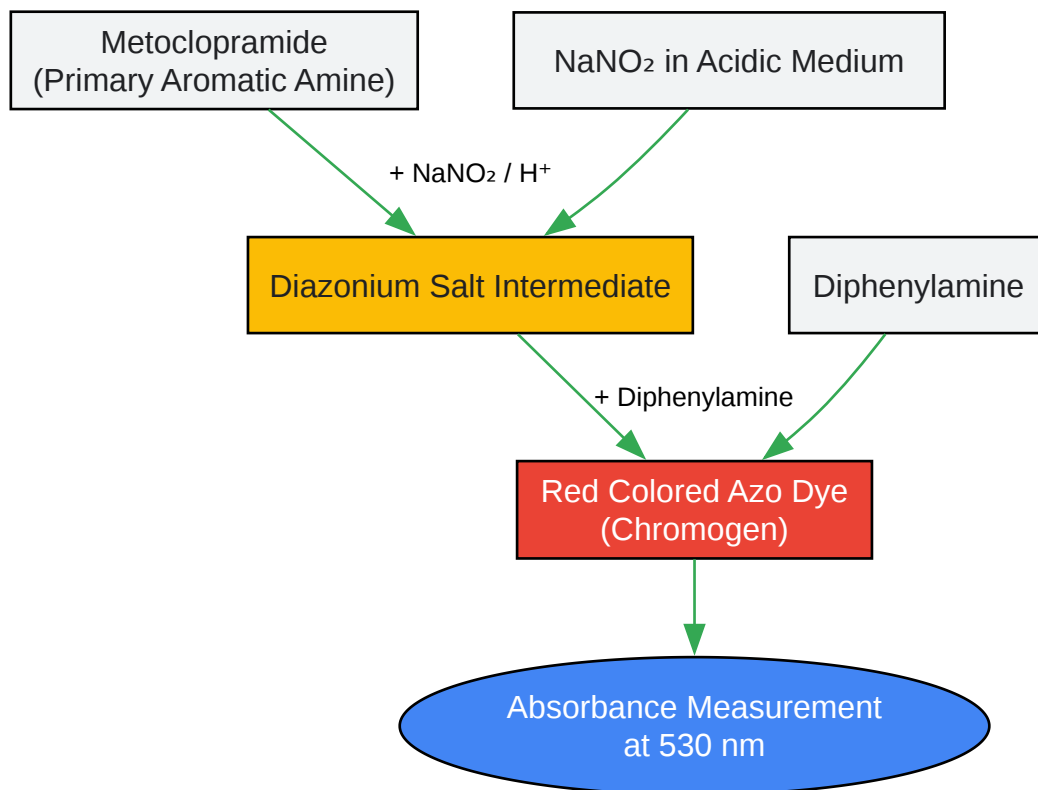 Metoclopramide
(Primary Aromatic Amine)
NaNO₂ in Acidic Medium
+ NaNO₂ / H⁺
Diazonium Salt Intermediate
Diphenylamine
+ Diphenylamine
Red Colored Azo Dye
(Chromogen)
Absorbance Measurement
at 530 nm